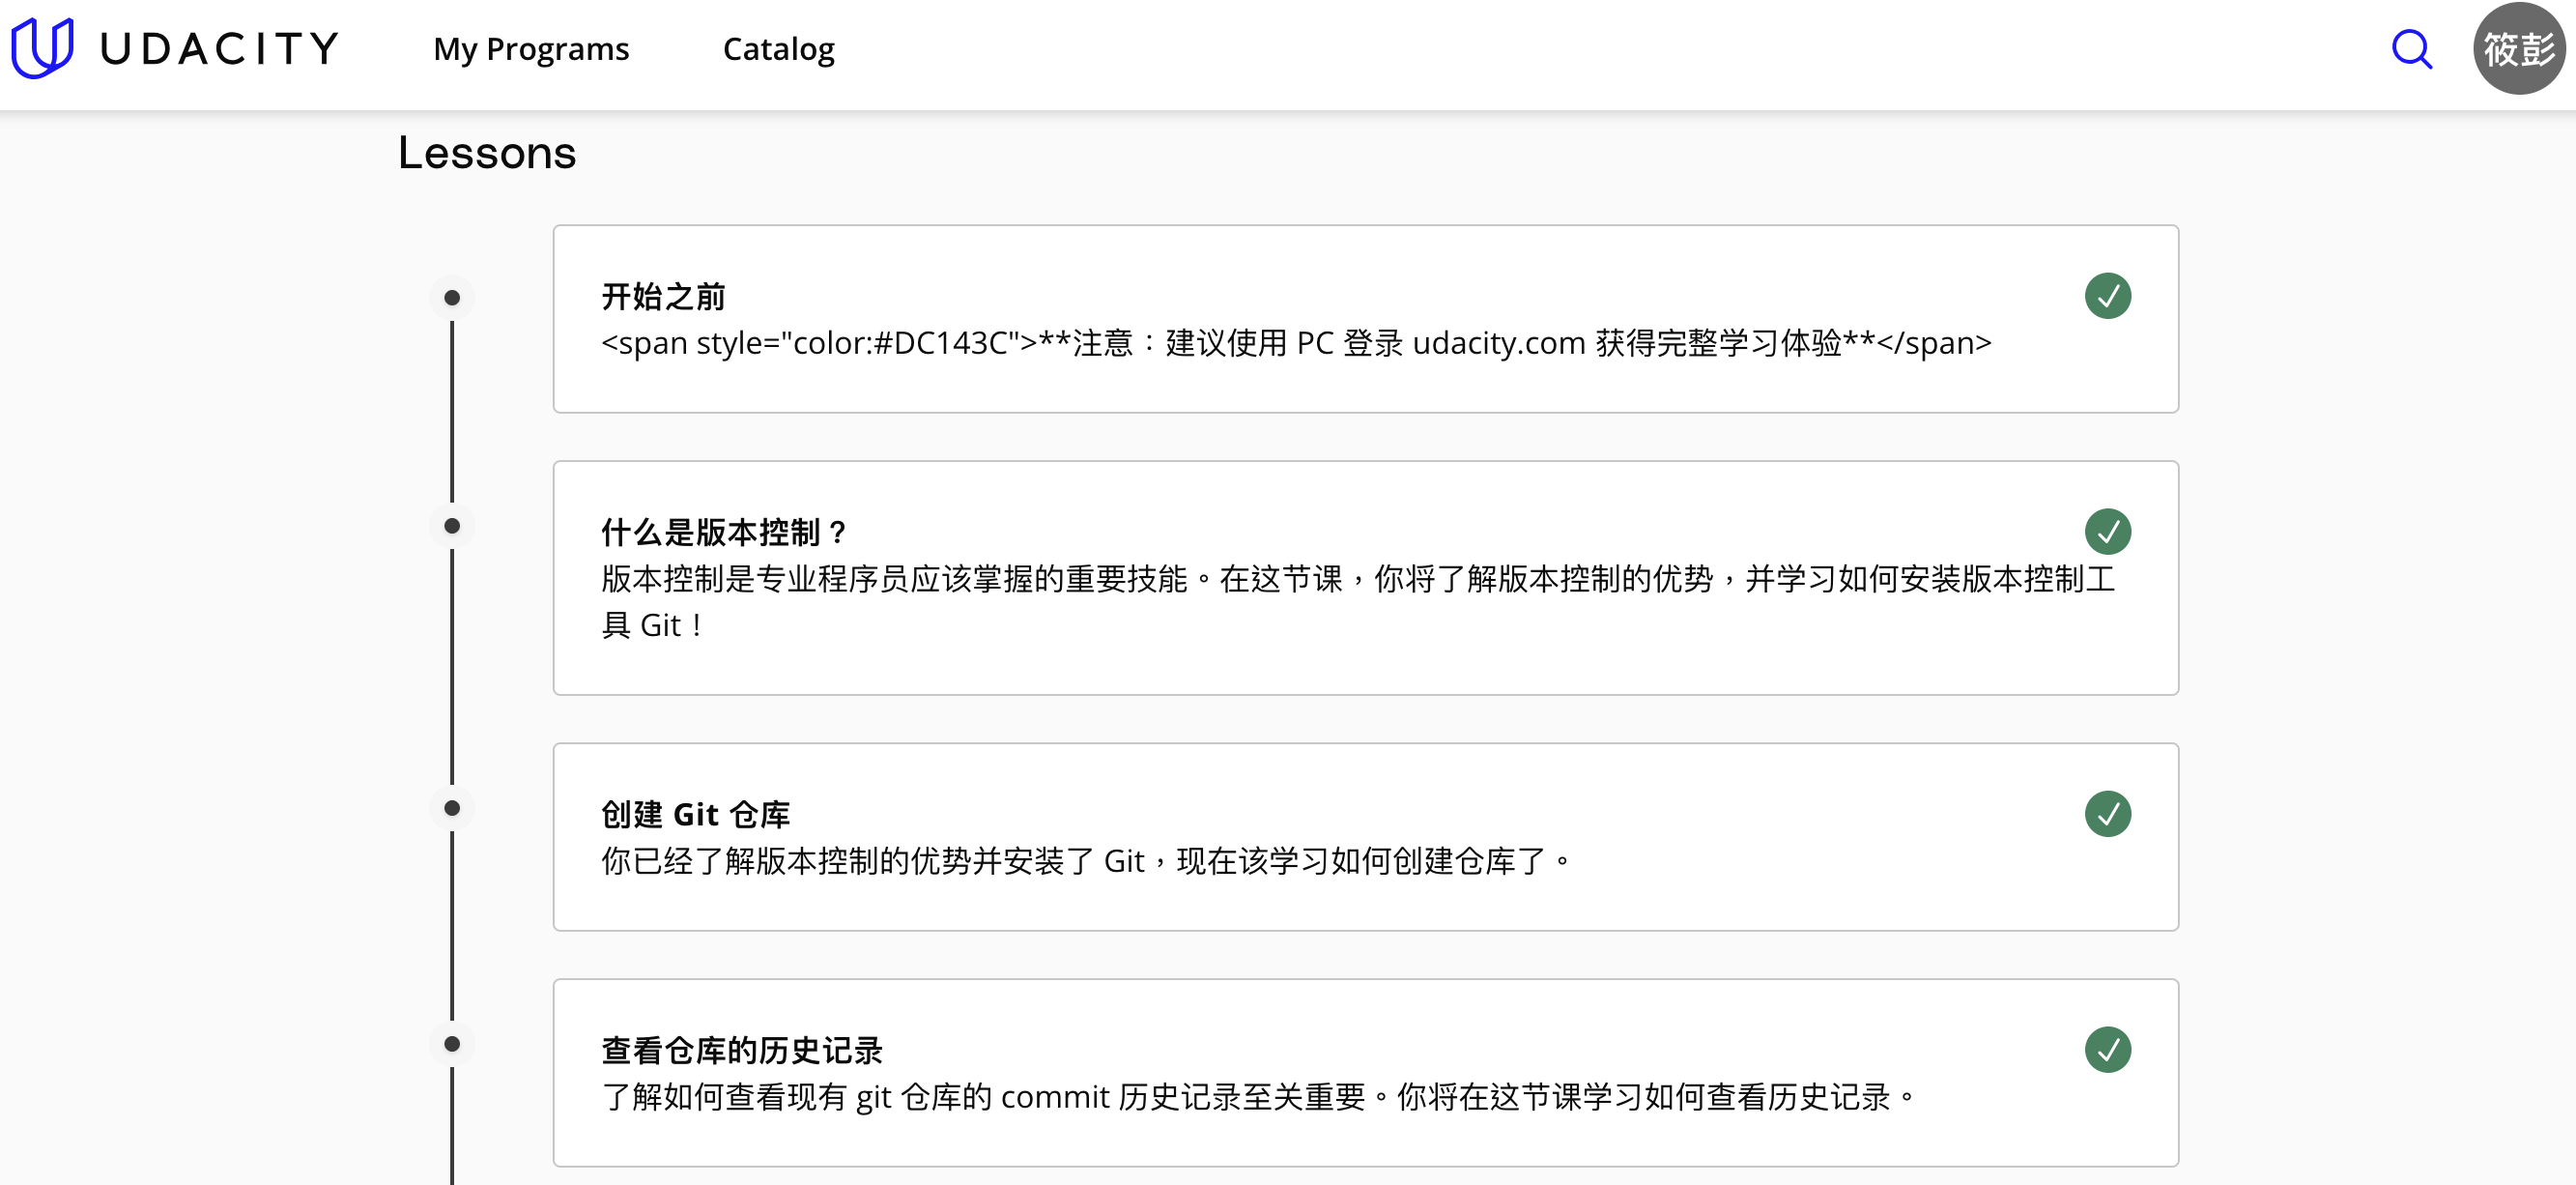 UDACITY My Programs Catalog 筱彭
Lessons
开始之前
<span style="color:#DC143C">**注意：建议使用 PC 登录 udacity.com 获得完整学习体验**</span>
什么是版本控制？
版本控制是专业程序员应该掌握的重要技能。在这节课，你将了解版本控制的优势，并学习如何安装版本控制工
具 Git！
创建 Git 仓库
你已经了解版本控制的优势并安装了 Git，现在该学习如何创建仓库了。
查看仓库的历史记录
了解如何查看现有 git 仓库的 commit 历史记录至关重要。你将在这节课学习如何查看历史记录。